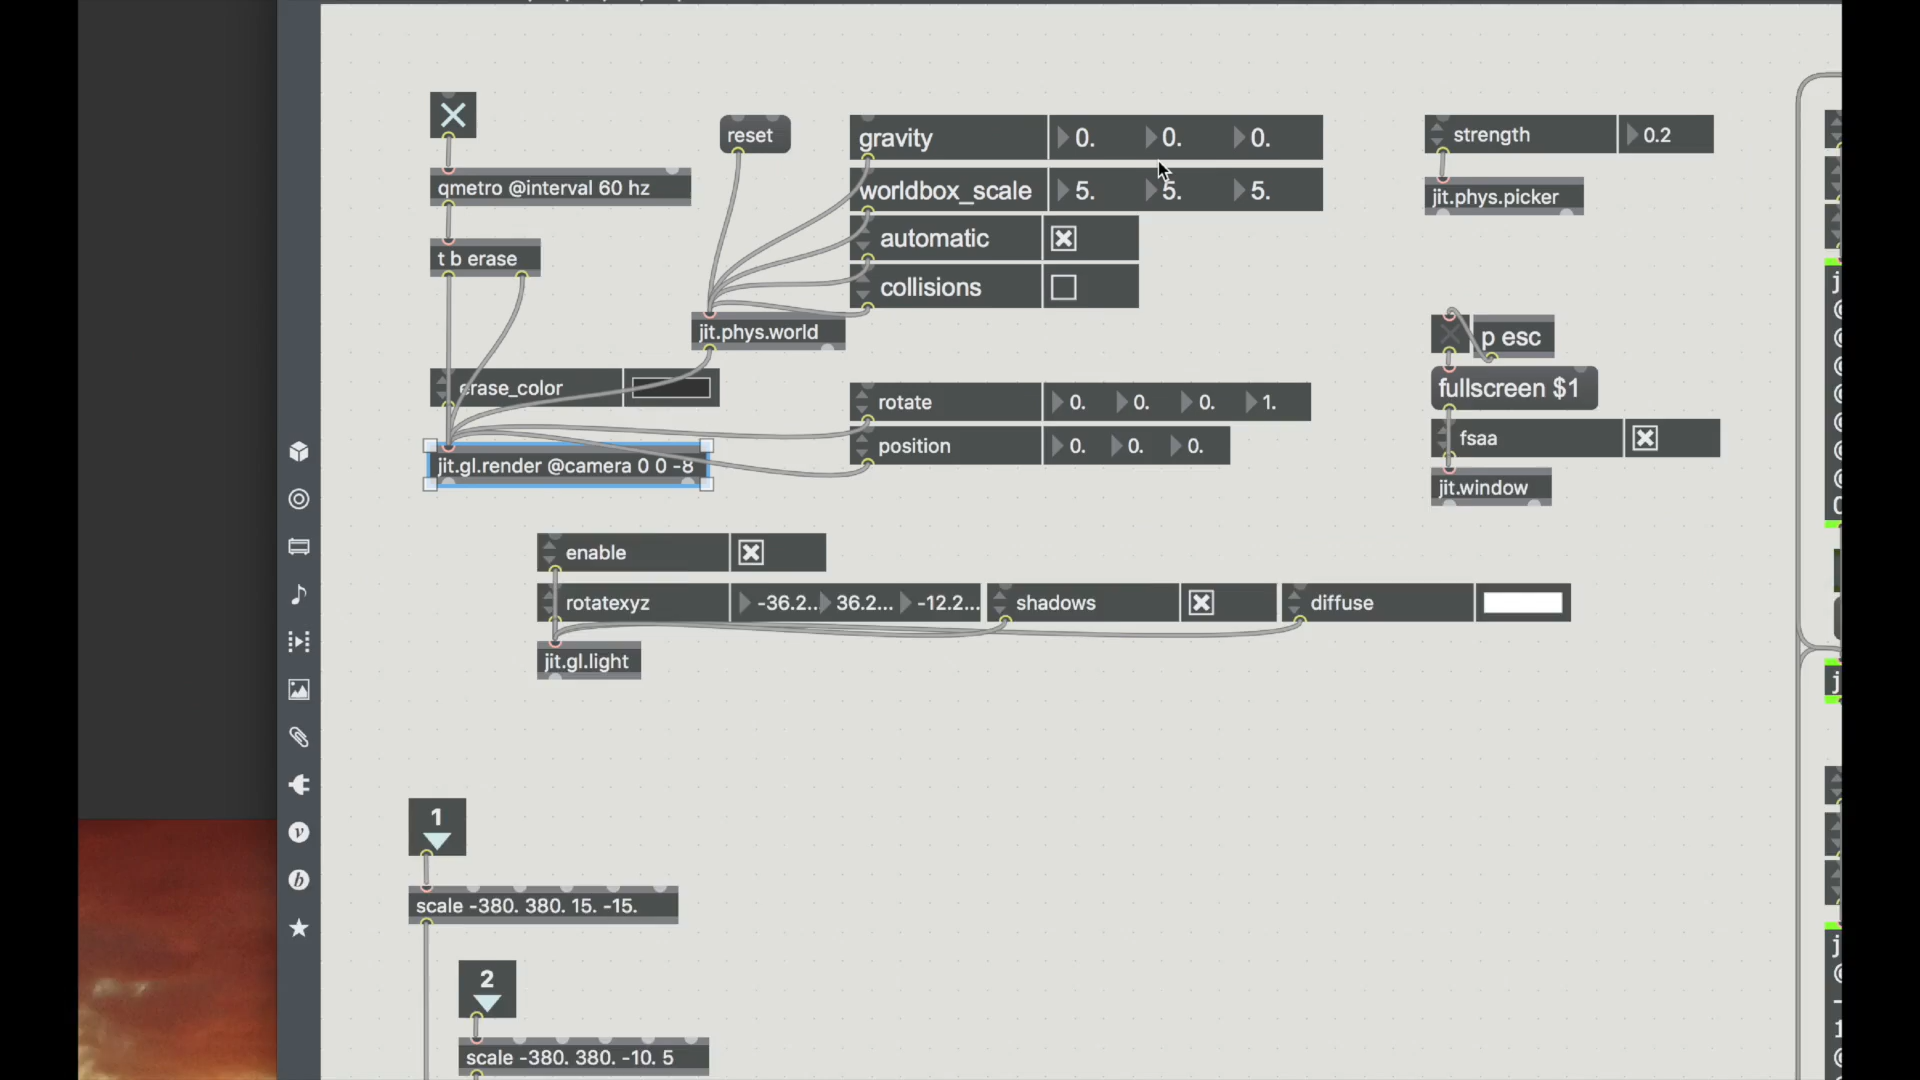 reset
gravity 0. 0. 0.
worldbox_scale 5. 5. 5.
automatic
collisions
strength 0.2
qmetro @interval 60 hz
jit.phys.picker
t b erase
jit.phys.world
p esc
erase_color
fullscreen $1
rotate 0. 0. 0. 1.
position 0. 0. 0.
fsaa
jit.gl.render @camera 0 0 -8
jit.window
enable
rotatexyz -36.2... 36.2... -12.2...
shadows
diffuse
jit.gl.light
1
scale -380. 380. 15. -15.
2
scale -380. 380. -10. 5